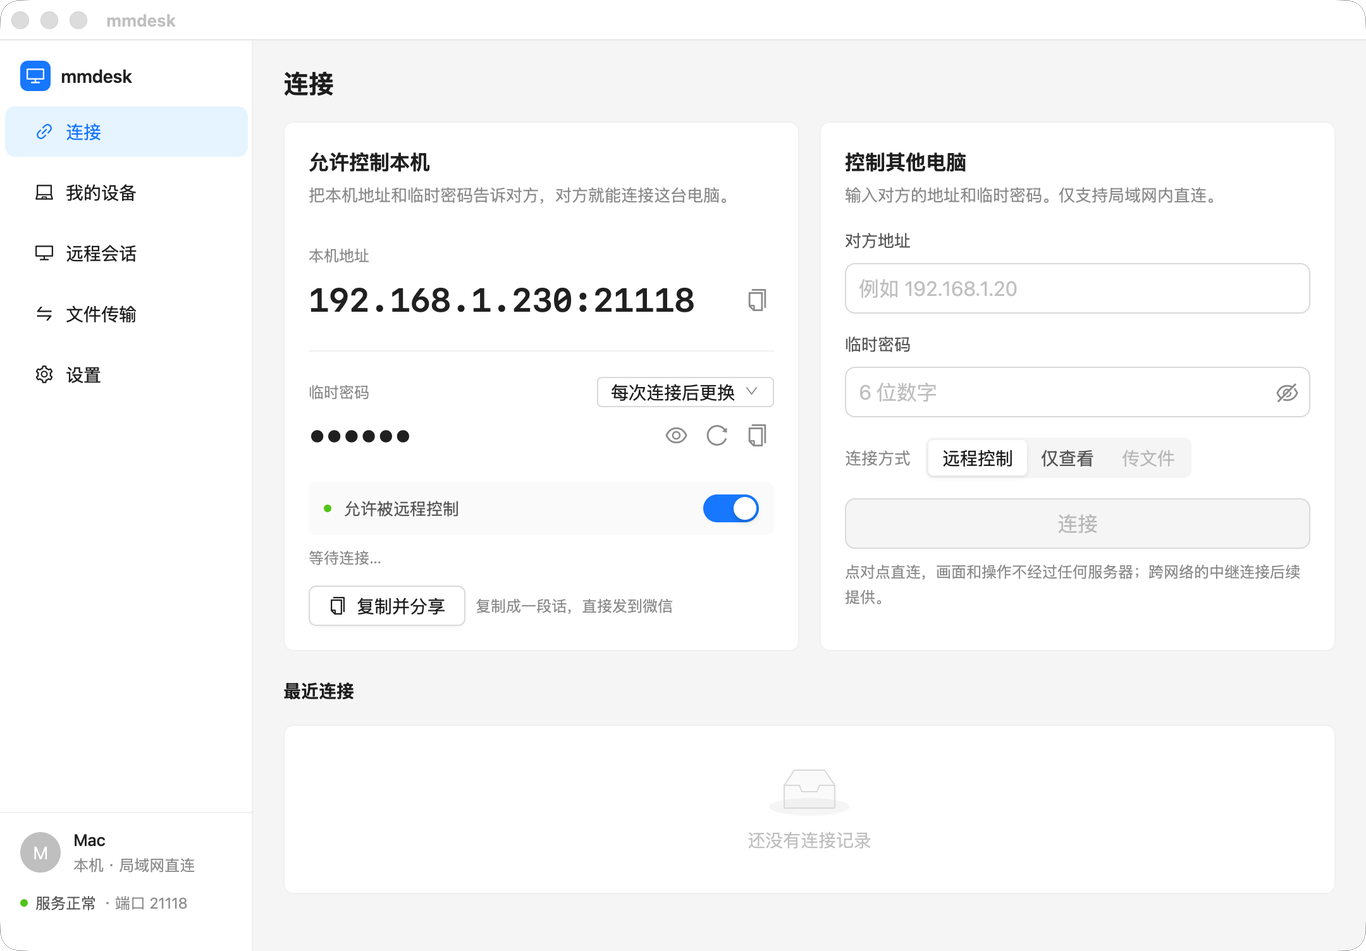 mmdesk
mmdesk
连接
我的设备
远程会话
文件传输
设置
M
Mac
本机 · 局域网直连
服务正常 · 端口 21118
连接
允许控制本机
把本机地址和临时密码告诉对方，对方就能连接这台电脑。
本机地址
192.168.1.230:21118
临时密码
每次连接后更换
●●●●●●
允许被远程控制
等待连接...
复制并分享
复制成一段话，直接发到微信
控制其他电脑
输入对方的地址和临时密码。仅支持局域网内直连。
对方地址
例如 192.168.1.20
临时密码
6 位数字
连接方式
远程控制
仅查看
传文件
连接
点对点直连，画面和操作不经过任何服务器；跨网络的中继连接后续
提供。
最近连接
还没有连接记录